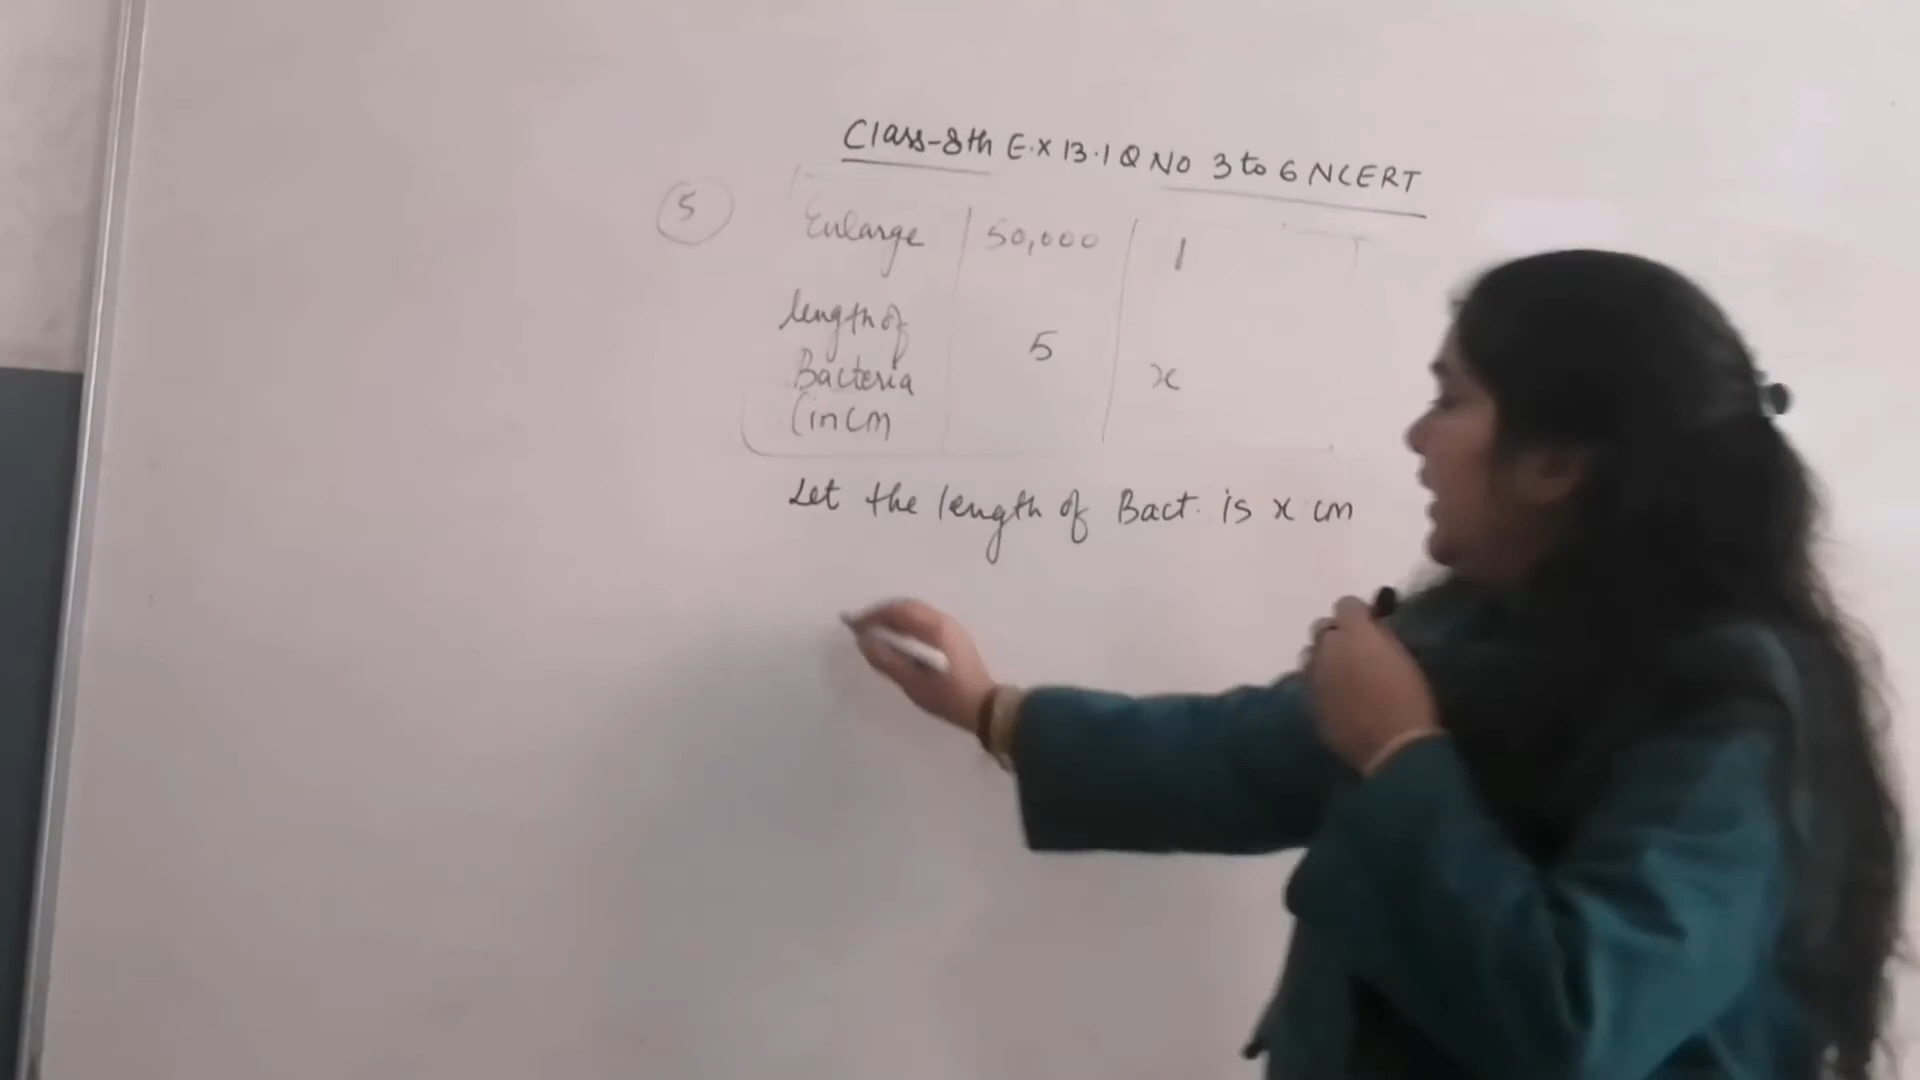 Class-8th E.x 13.1 Q No 3 to 6 NCERT
5
Enlarge 50,000 1
length of
Bacteria 5 x
(in cm
Let the length of Bact. is x cm